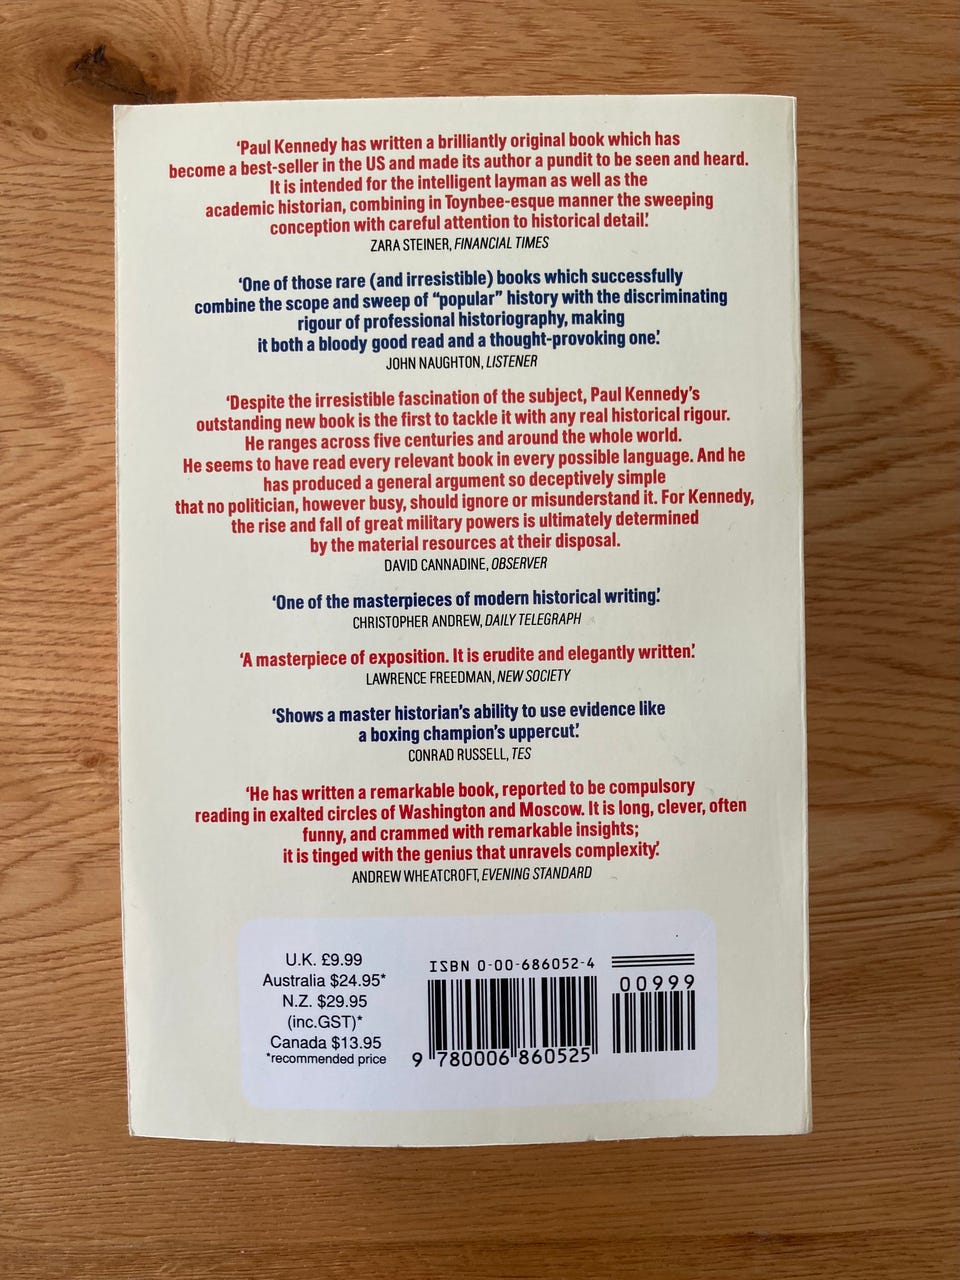 ‘Paul Kennedy has written a brilliantly original book which has
become a best-seller in the US and made its author a pundit to be seen and heard.
It is intended for the intelligent layman as well as the
academic historian, combining in Toynbee-esque manner the sweeping
conception with careful attention to historical detail.’
ZARA STEINER, FINANCIAL TIMES
‘One of those rare (and irresistible) books which successfully
combine the scope and sweep of “popular” history with the discriminating
rigour of professional historiography, making
it both a bloody good read and a thought-provoking one.’
JOHN NAUGHTON, LISTENER
‘Despite the irresistible fascination of the subject, Paul Kennedy’s
outstanding new book is the first to tackle it with any real historical rigour.
He ranges across five centuries and around the whole world.
He seems to have read every relevant book in every possible language. And he
has produced a general argument so deceptively simple
that no politician, however busy, should ignore or misunderstand it. For Kennedy,
the rise and fall of great military powers is ultimately determined
by the material resources at their disposal.
DAVID CANNADINE, OBSERVER
‘One of the masterpieces of modern historical writing.’
CHRISTOPHER ANDREW, DAILY TELEGRAPH
‘A masterpiece of exposition. It is erudite and elegantly written.’
LAWRENCE FREEDMAN, NEW SOCIETY
‘Shows a master historian’s ability to use evidence like
a boxing champion’s uppercut.’
CONRAD RUSSELL, TES
‘He has written a remarkable book, reported to be compulsory
reading in exalted circles of Washington and Moscow. It is long, clever, often
funny, and crammed with remarkable insights;
it is tinged with the genius that unravels complexity.’
ANDREW WHEATCROFT, EVENING STANDARD
U.K. £9.99
Australia $24.95*
N.Z. $29.95
(inc.GST)*
Canada $13.95
*recommended price
ISBN 0-00-686052-4
00999
9 780006 860525